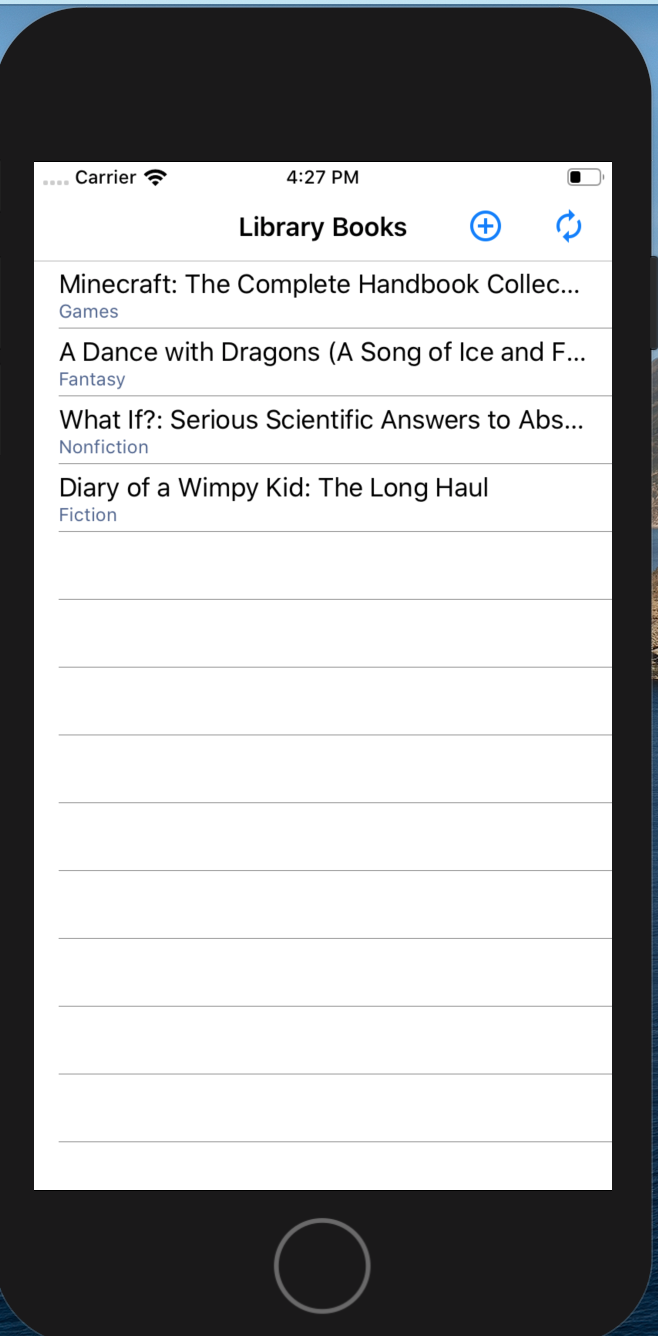 Carrier 4:27 PM
Library Books
Minecraft: The Complete Handbook Collec...
Games
A Dance with Dragons (A Song of Ice and F...
Fantasy
What If?: Serious Scientific Answers to Abs...
Nonfiction
Diary of a Wimpy Kid: The Long Haul
Fiction